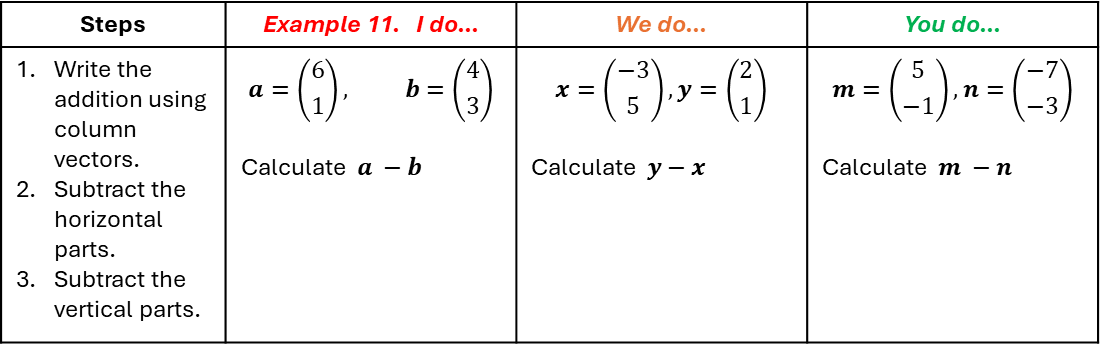 Steps
Example 11.   I do...
We do...
You do...
1. Write the
addition using
column
vectors.
2. Subtract the
horizontal
parts.
3. Subtract the
vertical parts.
a = (6
1),   b = (4
3)
Calculate a − b
x = (−3
5), y = (2
1)
Calculate y − x
m = (5
−1), n = (−7
−3)
Calculate m − n